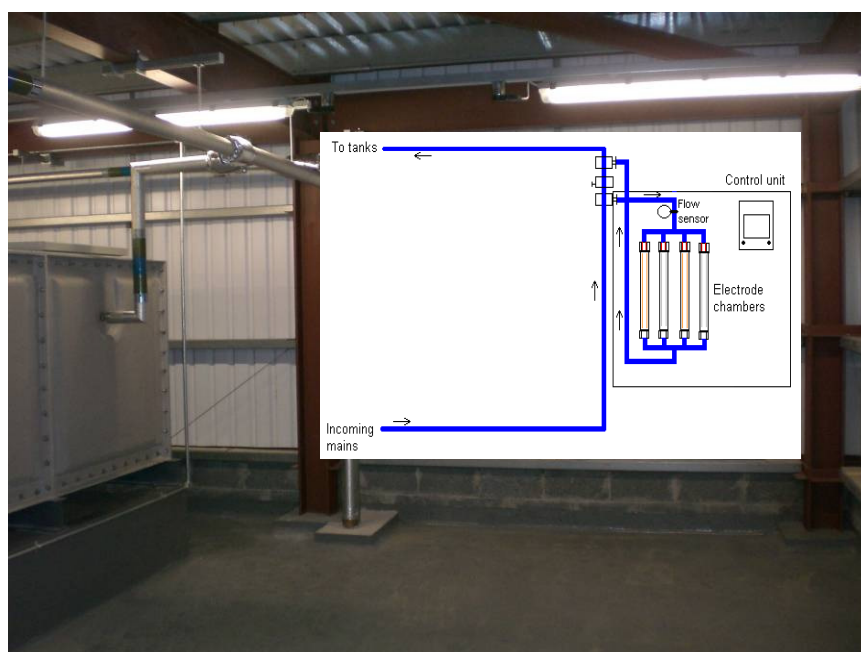 To tanks
Control unit
Flow
sensor
Electrode
chambers
Incoming
mains